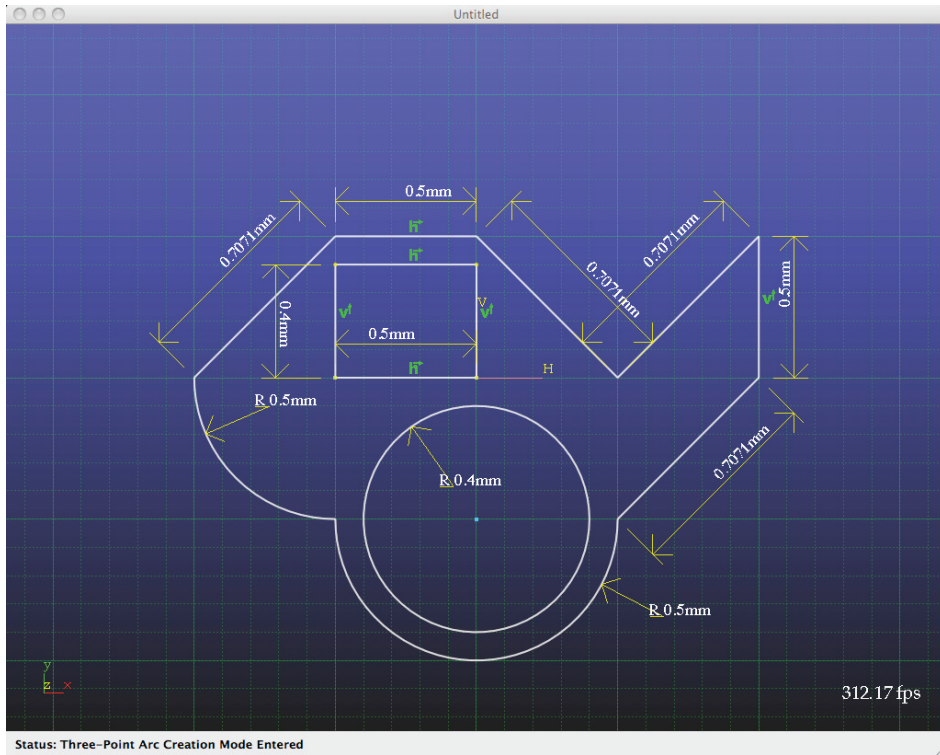 Untitled
0.5mm
h
0.7071mm
0.7071mm
0.7071mm
h
0.4mm
v
V
v
v
0.5mm
0.5mm
h
H
R 0.5mm
0.7071mm
R 0.4mm
R 0.5mm
y
z x
312.17 fps
Status: Three-Point Arc Creation Mode Entered